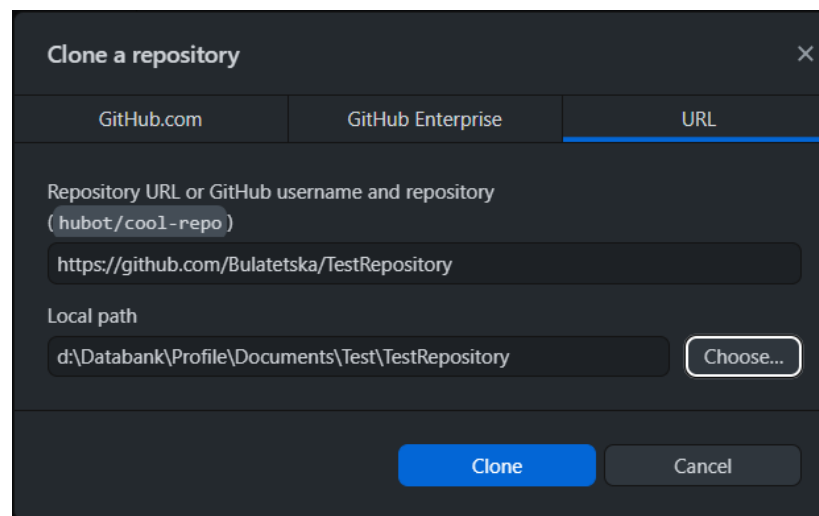 Clone a repository
GitHub.com
GitHub Enterprise
URL
Repository URL or GitHub username and repository
(hubot/cool-repo)
https://github.com/Bulatetska/TestRepository
Local path
d:\Databank\Profile\Documents\Test\TestRepository
Choose...
Clone
Cancel